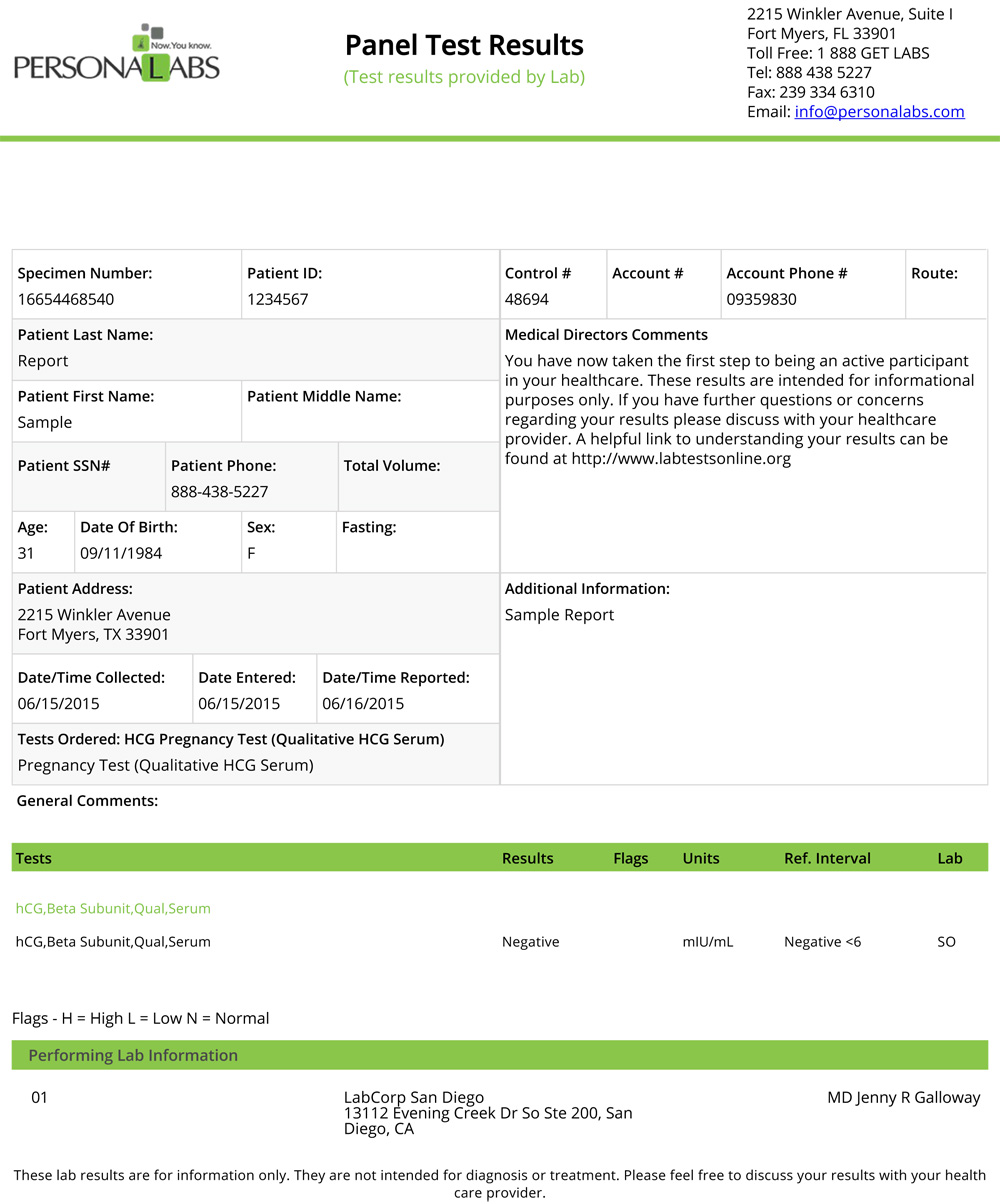 Now.You know.
PERSONALABS
Panel Test Results
(Test results provided by Lab)
2215 Winkler Avenue, Suite I
Fort Myers, FL 33901
Toll Free: 1 888 GET LABS
Tel: 888 438 5227
Fax: 239 334 6310
Email: info@personalabs.com
Specimen Number: Patient ID: Control # Account # Account Phone # Route:
16654468540 1234567 48694 09359830
Patient Last Name:
Report
Patient First Name: Patient Middle Name:
Sample
Patient SSN# Patient Phone: Total Volume:
888-438-5227
Age: Date Of Birth: Sex: Fasting:
31 09/11/1984 F
Patient Address:
2215 Winkler Avenue
Fort Myers, TX 33901
Date/Time Collected: Date Entered: Date/Time Reported:
06/15/2015 06/15/2015 06/16/2015
Tests Ordered: HCG Pregnancy Test (Qualitative HCG Serum)
Pregnancy Test (Qualitative HCG Serum)
Medical Directors Comments
You have now taken the first step to being an active participant
in your healthcare. These results are intended for informational
purposes only. If you have further questions or concerns
regarding your results please discuss with your healthcare
provider. A helpful link to understanding your results can be
found at http://www.labtestsonline.org
Additional Information:
Sample Report
General Comments:
Tests Results Flags Units Ref. Interval Lab
hCG,Beta Subunit,Qual,Serum
hCG,Beta Subunit,Qual,Serum Negative mIU/mL Negative <6 SO
Flags - H = High L = Low N = Normal
Performing Lab Information
01 LabCorp San Diego MD Jenny R Galloway
13112 Evening Creek Dr So Ste 200, San
Diego, CA
These lab results are for information only. They are not intended for diagnosis or treatment. Please feel free to discuss your results with your health
care provider.